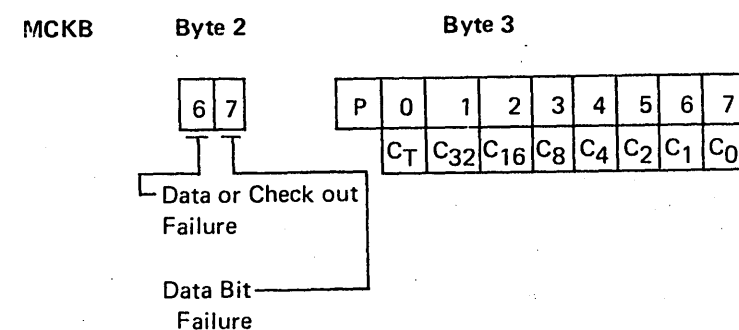 MCKB Byte 2 Byte 3
6 7 P 0 1 2 3 4 5 6 7
CT C32 C16 C8 C4 C2 C1 C0
Data or Check out
Failure
Data Bit
Failure